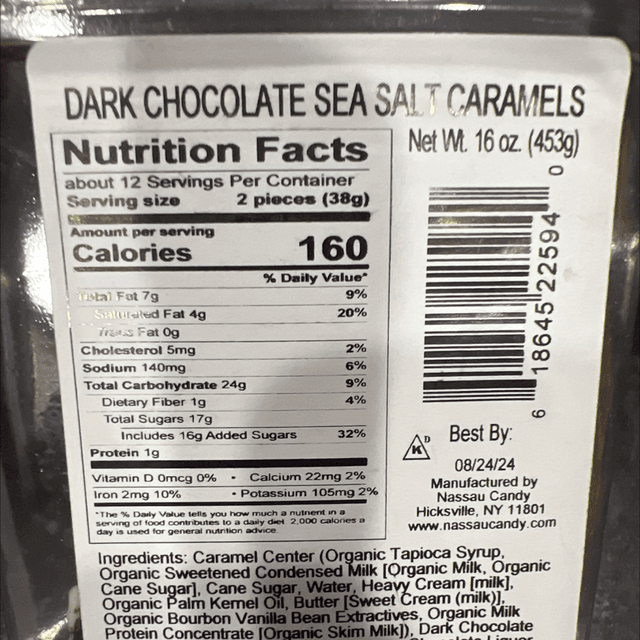 DARK CHOCOLATE SEA SALT CARAMELS
Nutrition Facts
about 12 Servings Per Container
Serving size 2 pieces (38g)
Amount per serving
Calories 160
% Daily Value*
Total Fat 7g 9%
Saturated Fat 4g 20%
Trans Fat 0g
Cholesterol 5mg 2%
Sodium 140mg 6%
Total Carbohydrate 24g 9%
Dietary Fiber 1g 4%
Total Sugars 17g
Includes 16g Added Sugars 32%
Protein 1g
Vitamin D 0mcg 0% • Calcium 22mg 2%
Iron 2mg 10% • Potassium 105mg 2%
*The % Daily Value tells you how much a nutrient in a
serving of food contributes to a daily diet 2,000 calories a
day is used for general nutrition advice.
Net Wt. 16 oz. (453g)
6 18645 22594 0
K D
Best By:
08/24/24
Manufactured by
Nassau Candy
Hicksville, NY 11801
www.nassaucandy.com
Ingredients: Caramel Center (Organic Tapioca Syrup,
Organic Sweetened Condensed Milk [Organic Milk, Organic
Cane Sugar], Cane Sugar, Water, Heavy Cream [milk],
Organic Palm Kernel Oil, Butter [Sweet Cream (milk)],
Organic Bourbon Vanilla Bean Extractives, Organic Milk
Protein Concentrate [Organic Skim Milk]), Dark Chocolate
Liquor